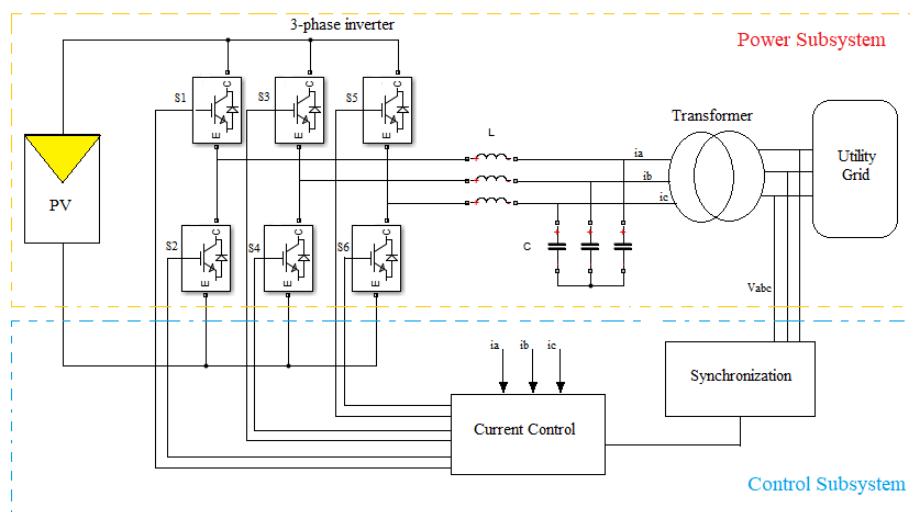 3-phase inverter
Power Subsystem
S1
C
E
S3
C
E
S5
C
E
PV
L
Transformer
ia
ib
ic
Utility
Grid
S2
C
E
S4
C
E
S6
C
E
C
Vabc
ia
ib
ic
Synchronization
Current Control
Control Subsystem